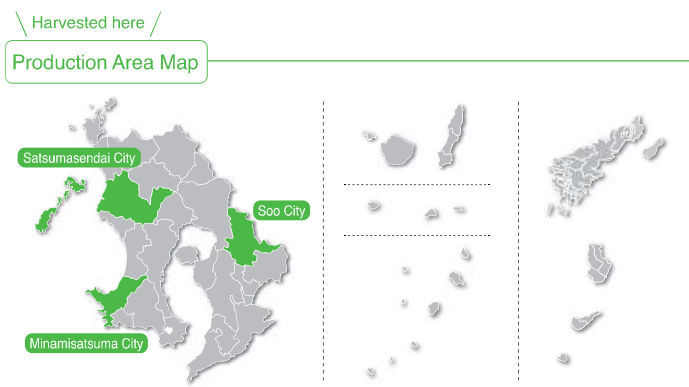 Harvested here
Production Area Map
Satsumasendai City
Soo City
Minamisatsuma City